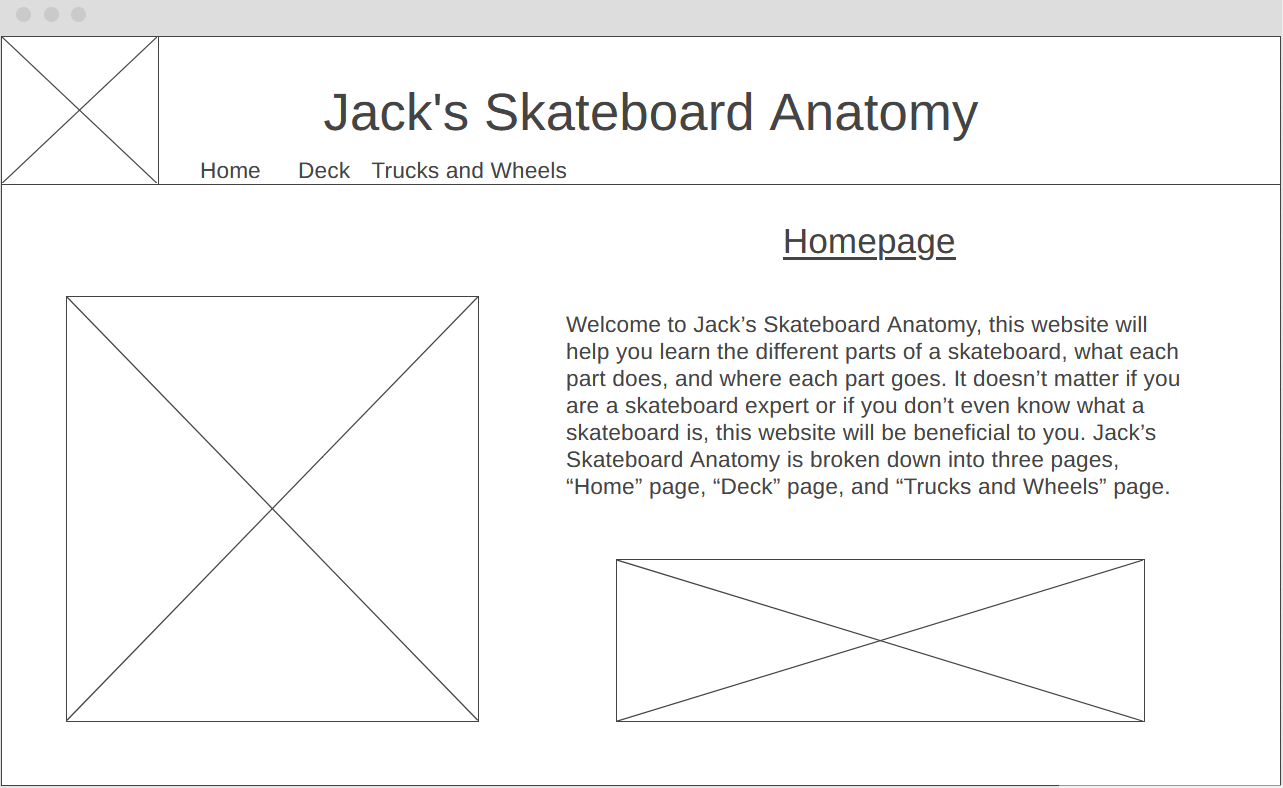 Jack's Skateboard Anatomy
Home Deck Trucks and Wheels
Homepage
Welcome to Jack’s Skateboard Anatomy, this website will
help you learn the different parts of a skateboard, what each
part does, and where each part goes. It doesn’t matter if you
are a skateboard expert or if you don’t even know what a
skateboard is, this website will be beneficial to you. Jack’s
Skateboard Anatomy is broken down into three pages,
“Home” page, “Deck” page, and “Trucks and Wheels” page.